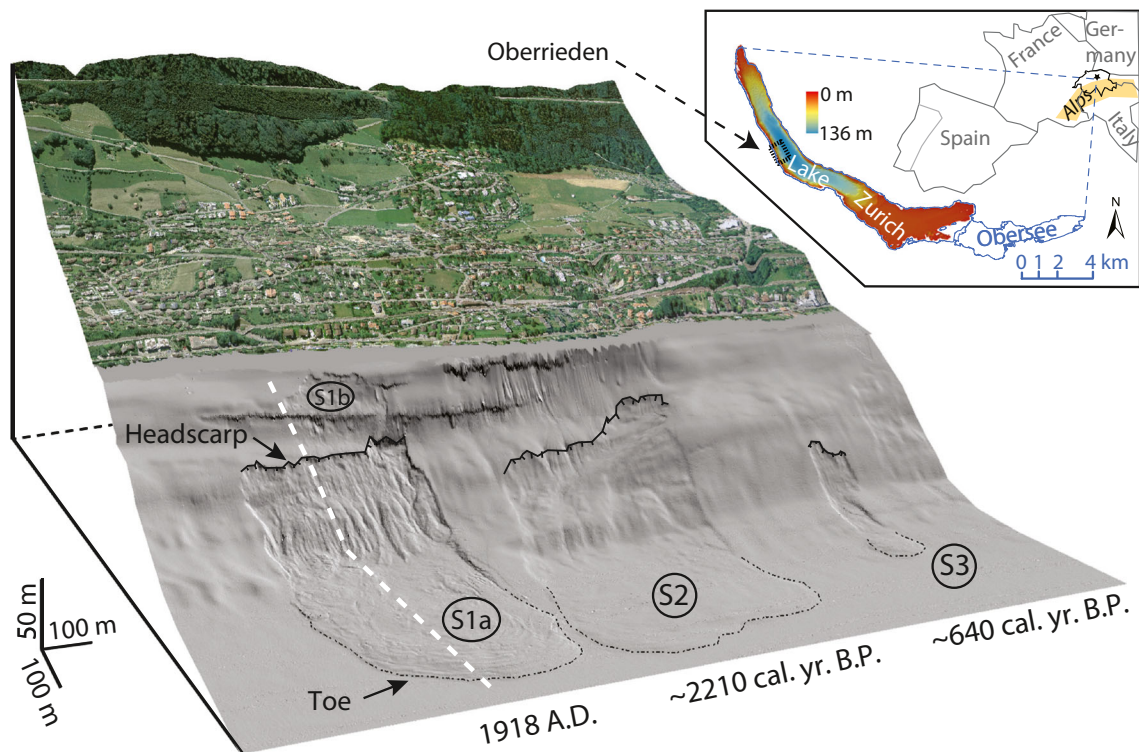 Oberrieden
0 m
136 m
France
Ger-
many
Alps
Italy
Spain
Lake
Zurich
Obersee
N
0 1 2 4 km
S1b
Headscarp
S1a
S2
S3
50 m
100 m
100 m
Toe
1918 A.D.
~2210 cal. yr. B.P.
~640 cal. yr. B.P.